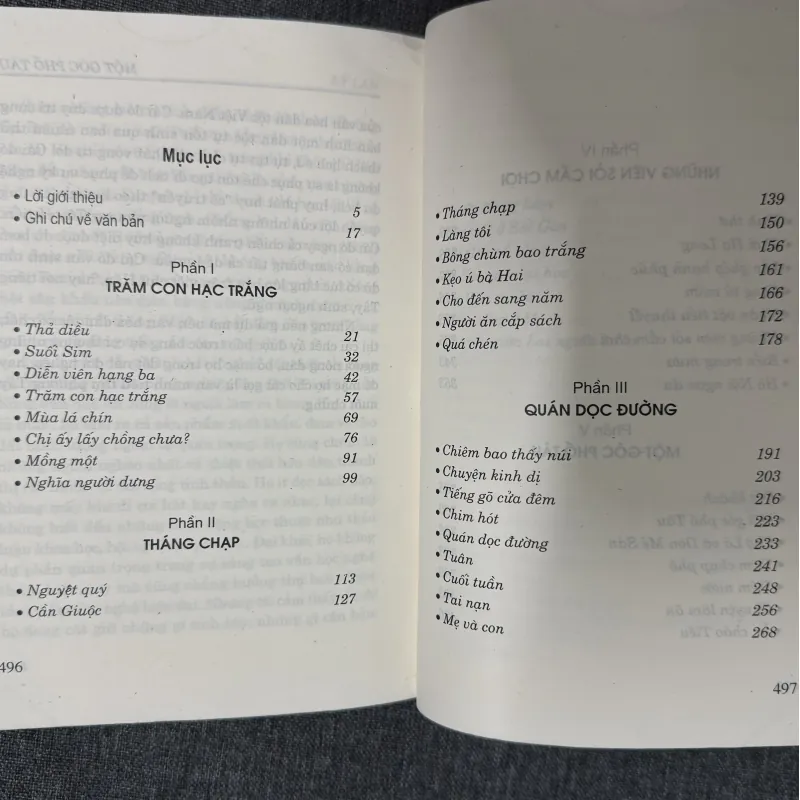 Mục lục
• Lời giới thiệu 5
• Ghi chú về văn bản 17
Phần I
TRĂM CON HẠC TRẮNG
• Thả diều 21
• Suối Sim 32
• Diễn viên hạng ba 42
• Trăm con hạc trắng 57
• Mùa lá chín 69
• Chị ấy lấy chồng chưa? 76
• Mồng một 91
• Nghĩa người dưng 99
Phần II
THÁNG CHẠP
• Nguyệt quý 113
• Cần Giuộc 127
496
• Tháng chạp 139
• Làng tôi 150
• Bông chùm bao trắng 156
• Kẹo ú bà Hai 161
• Cho đến sang năm 166
• Người ăn cắp sách 172
• Quá chén 178
Phần III
QUÁN DỌC ĐƯỜNG
• Chiêm bao thấy núi 191
• Chuyện kinh dị 203
• Tiếng gõ cửa đêm 216
• Chim hót 223
• Quán dọc đường 233
• Tuân 241
• Cuối tuần 248
• Tai nạn 256
• Mẹ và con 268
497